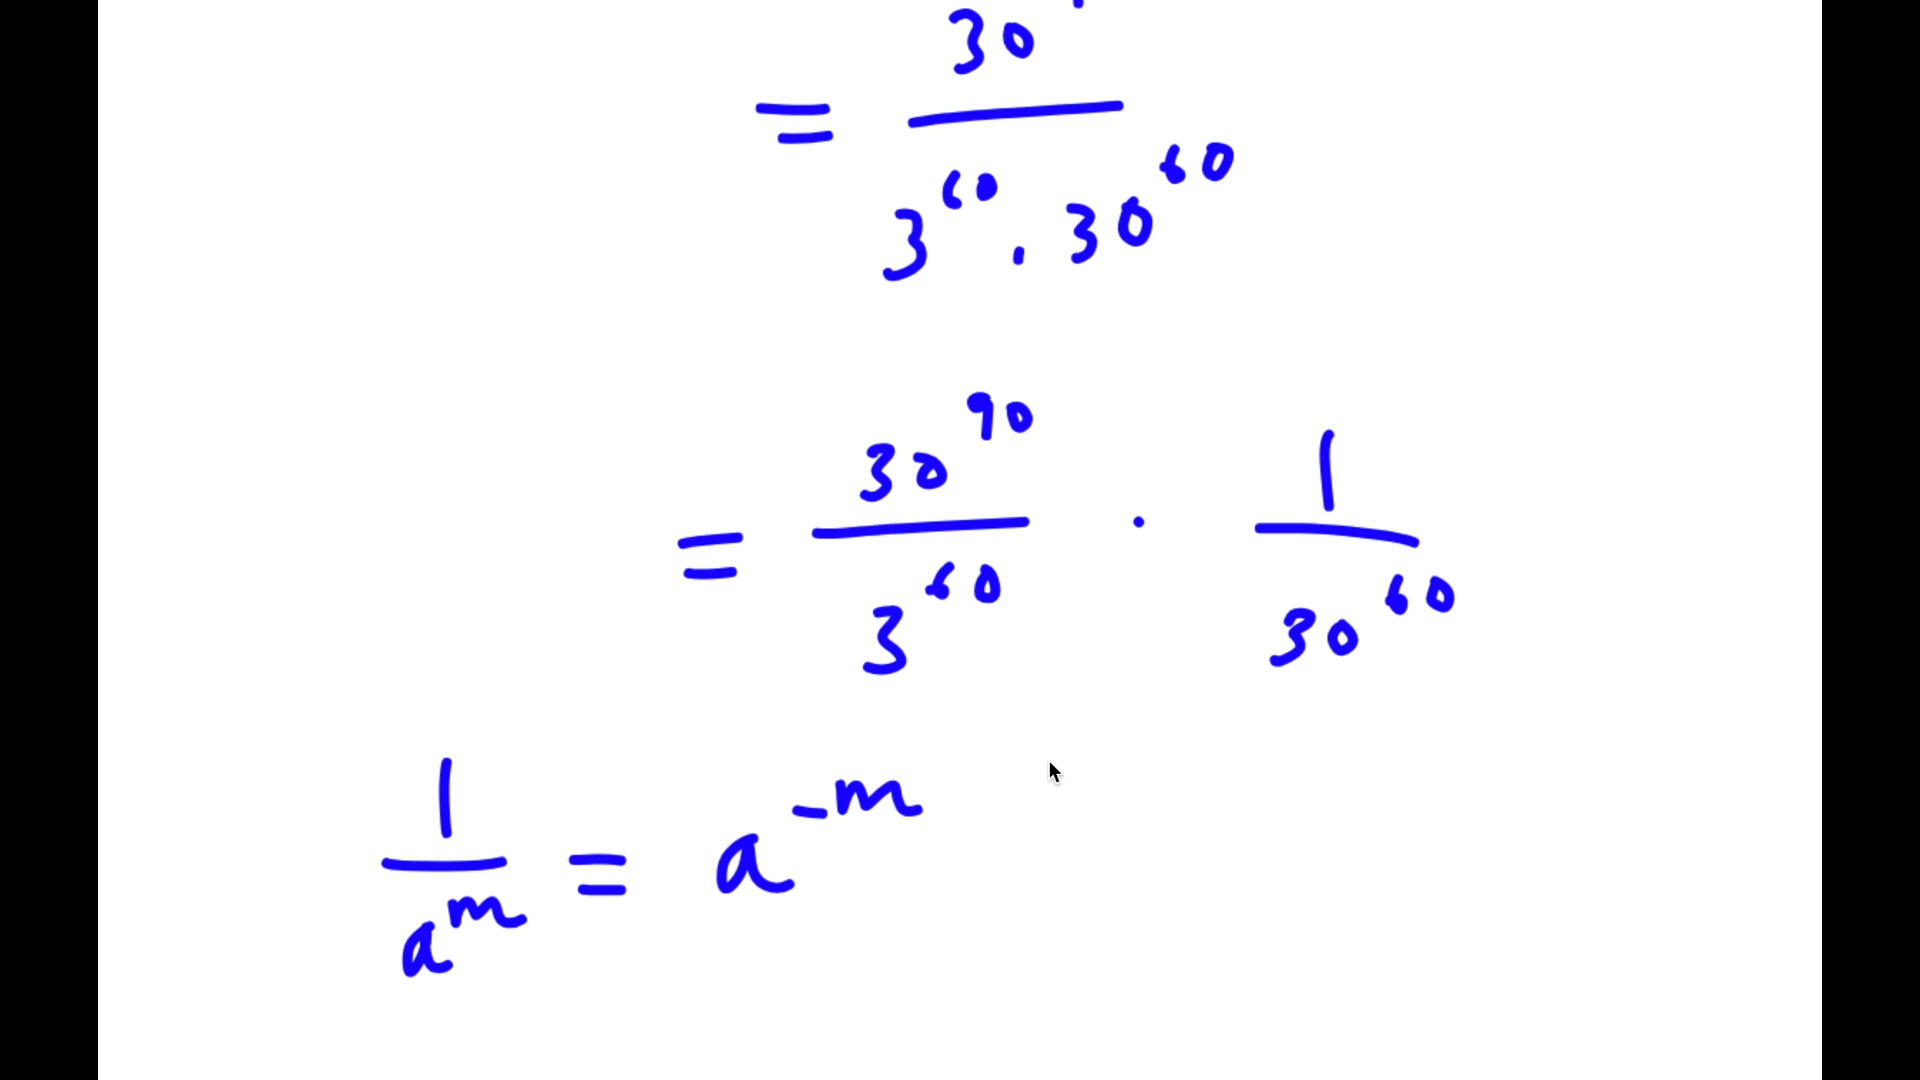 = 30 / 3^60 . 30^60
= 30^90 / 3^60 · 1 / 30^60
1 / a^m = a^-m